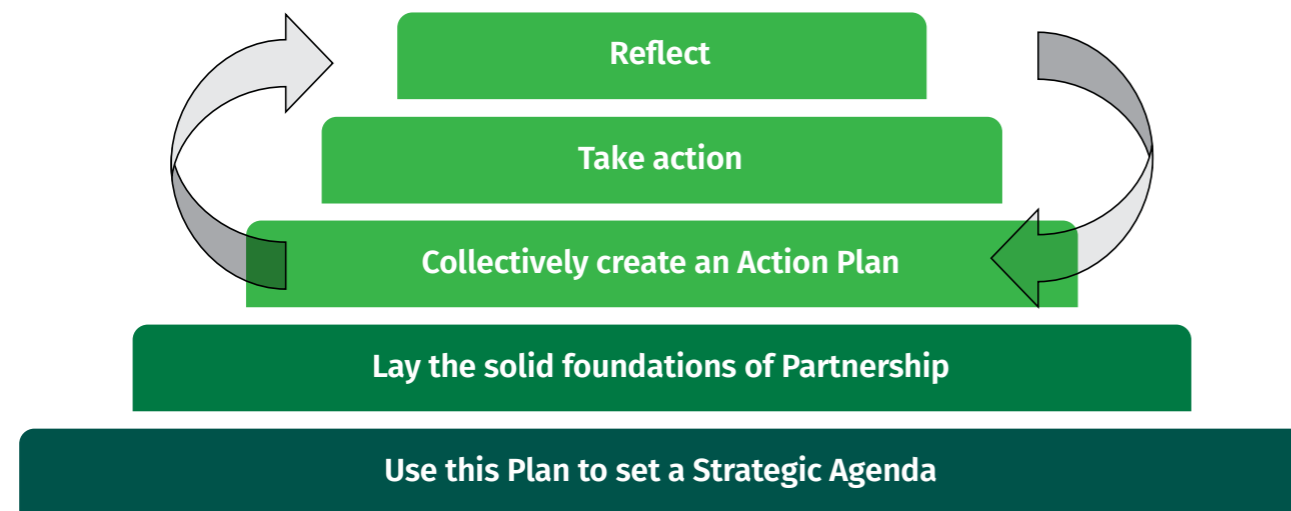 Reflect
Take action
Collectively create an Action Plan
Lay the solid foundations of Partnership
Use this Plan to set a Strategic Agenda